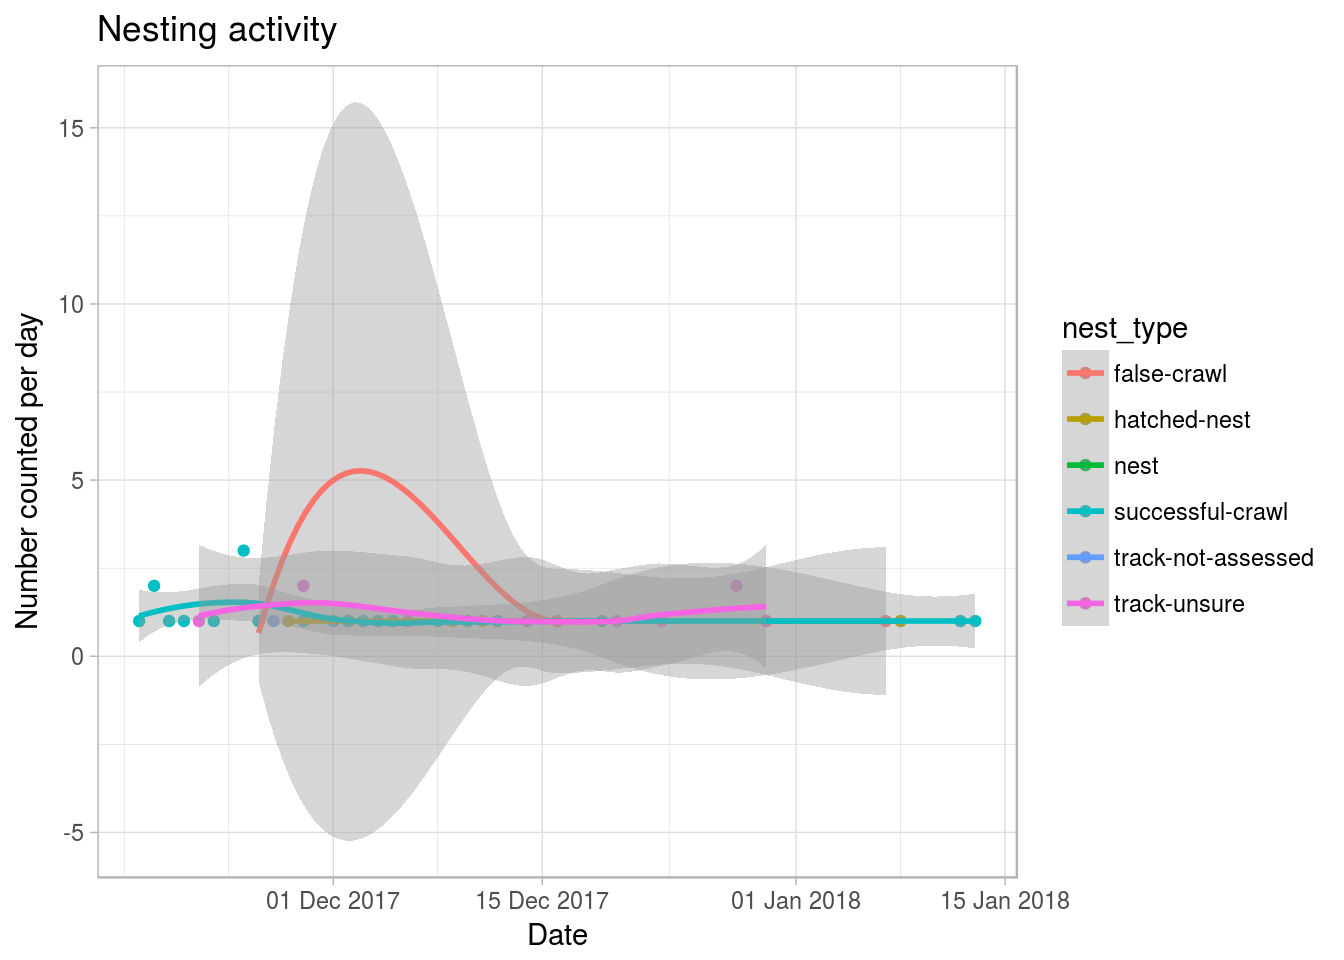 Nesting activity
Number counted per day
15
10
5
0
-5
01 Dec 2017
15 Dec 2017
01 Jan 2018
15 Jan 2018
Date
nest_type
false-crawl
hatched-nest
nest
successful-crawl
track-not-assessed
track-unsure